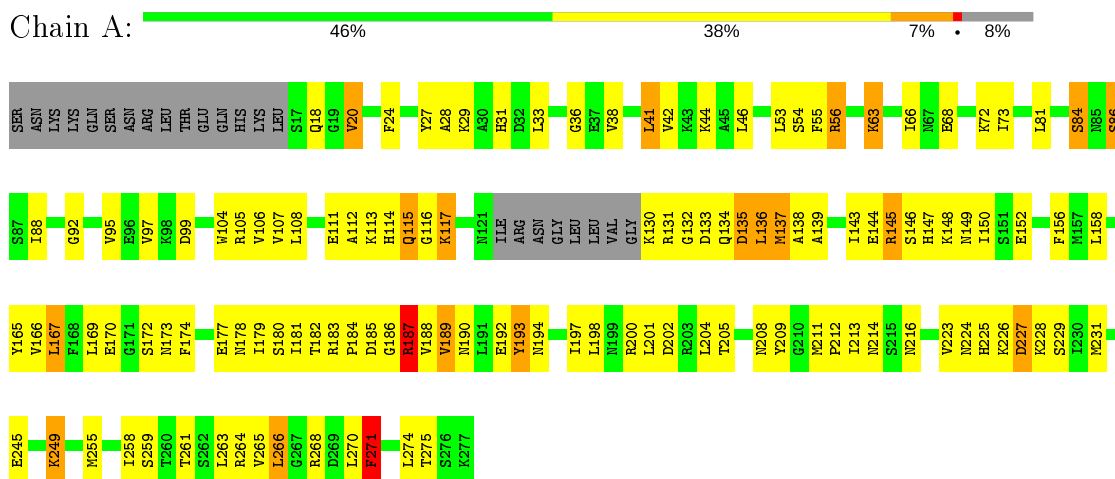 Chain A:
46% 38% 7% • 8%
SER ASN LYS LYS GLN SER ASN ARG LEU THR GLU GLN HIS LYS LEU S17 Q18 G19 V20 F24 Y27 A28 K29 A30 H31 D32 L33 G36 E37 V38 L41 V42 K43 K44 A45 L46 L53 S54 F55 R56 K63 I66 N67 E68 K72 I73 L81 S84 N85 S86
S87 I88 G92 V95 E96 V97 K98 D99 W104 R105 V106 V107 L108 E111 A112 K113 H114 Q115 G116 K117 N121 ILE ARG ASN GLY LEU LEU VAL GLY K130 R131 G132 D133 Q134 D135 L136 M137 A138 A139 I143 E144 R145 S146 H147 K148 N149 I150 S151 E152 F156 M157 L158
Y165 V166 L167 F168 L169 E170 G171 S172 N173 F174 E177 N178 I179 S180 I181 T182 R183 P184 D185 G186 R187 V188 V189 N190 L191 E192 Y193 N194 I197 L198 N199 R200 L201 D202 R203 L204 T205 N208 Y209 G210 M211 P212 I213 N214 S215 N216 V223 N224 H225 K226 D227 K228 S229 I230 M231
E245 K249 M255 I258 S259 T260 T261 S262 L263 R264 V265 L266 G267 R268 D269 L270 F271 L274 T275 S276 K277